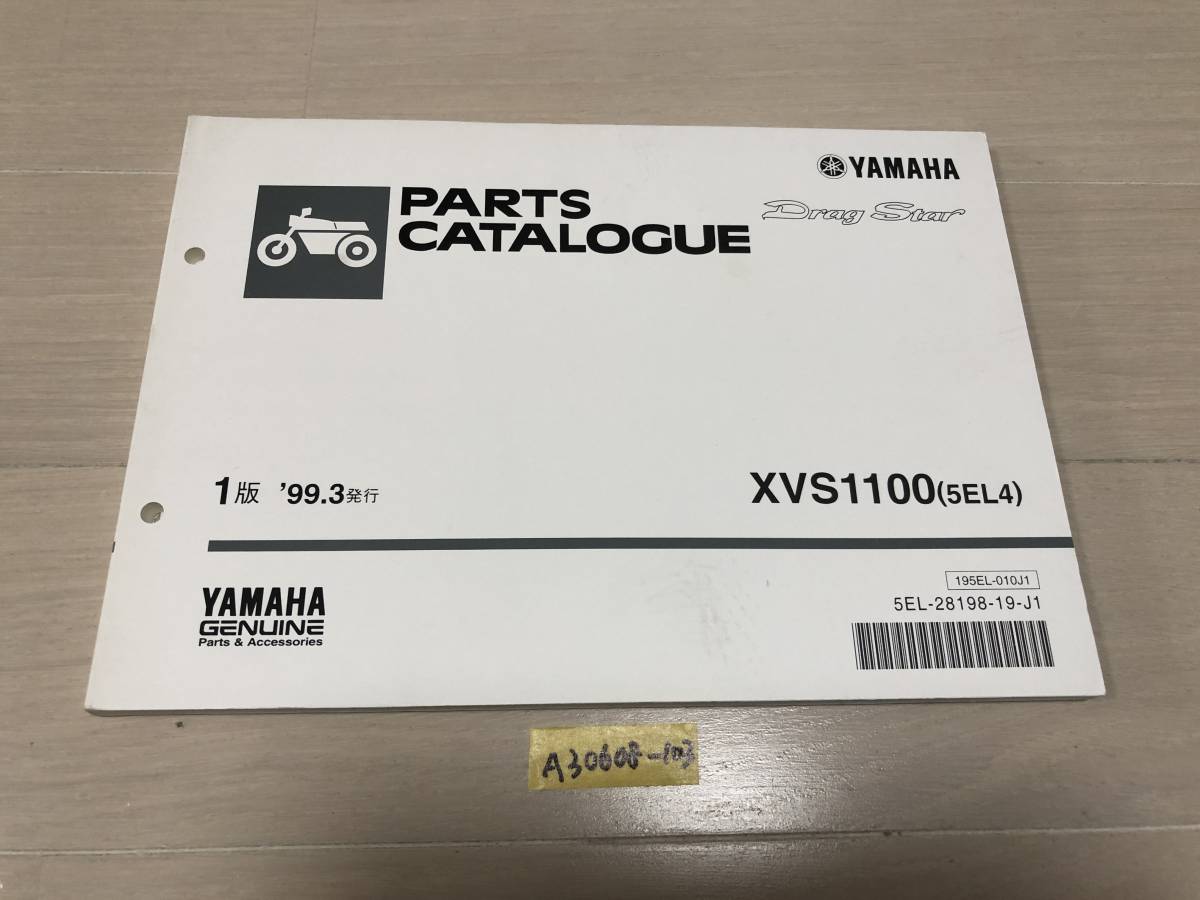 YAMAHA
PARTS
CATALOGUE
Drag Star
1版 '99.3発行
XVS1100(5EL4)
195EL-010J1
5EL-28198-19-J1
YAMAHA
GENUINE
Parts & Accessories
A30608-103